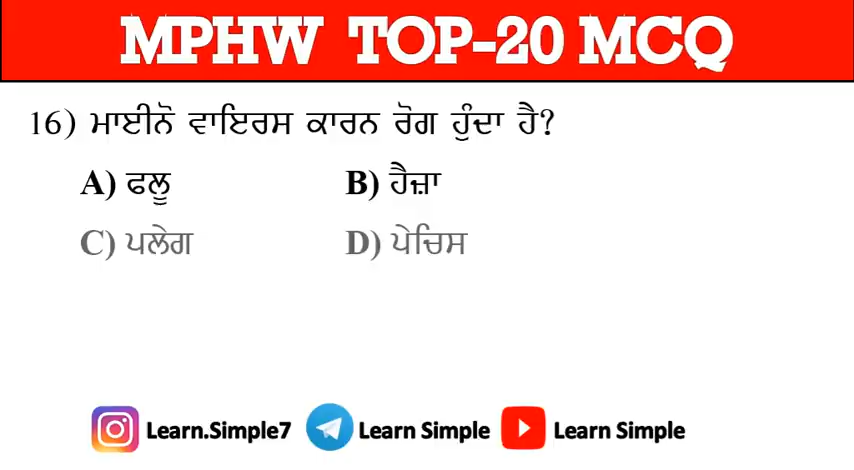 MPHW TOP-20 MCQ
16) ਮਾਈਨੋ ਵਾਇਰਸ ਕਾਰਨ ਰੋਗ ਹੁੰਦਾ ਹੈ?
A) ਫਲੂ B) ਹੈਜ਼ਾ
C) ਪਲੇਗ D) ਪੇਚਿਸ
Learn.Simple7 Learn Simple Learn Simple